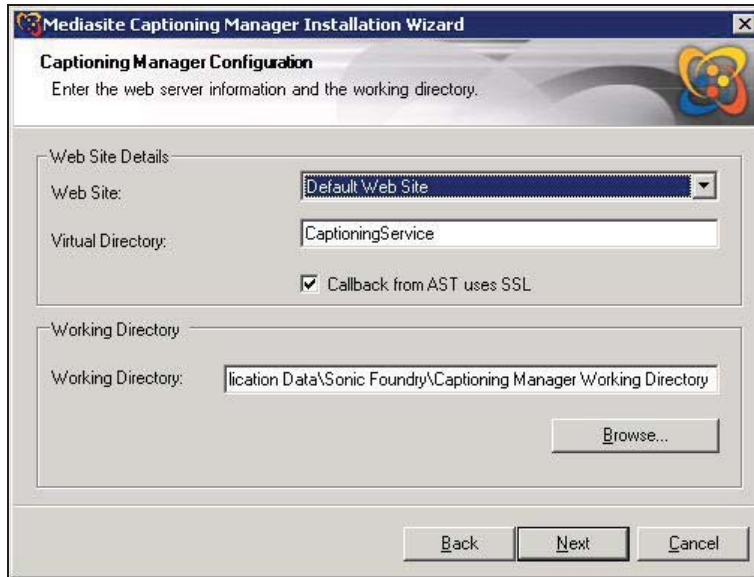 Mediasite Captioning Manager Installation Wizard
Captioning Manager Configuration
Enter the web server information and the working directory.
Web Site Details
Web Site:
Default Web Site
Virtual Directory:
CaptioningService
Callback from AST uses SSL
Working Directory
Working Directory:
lication Data\Sonic Foundry\Captioning Manager Working Directory
Browse...
Back
Next
Cancel